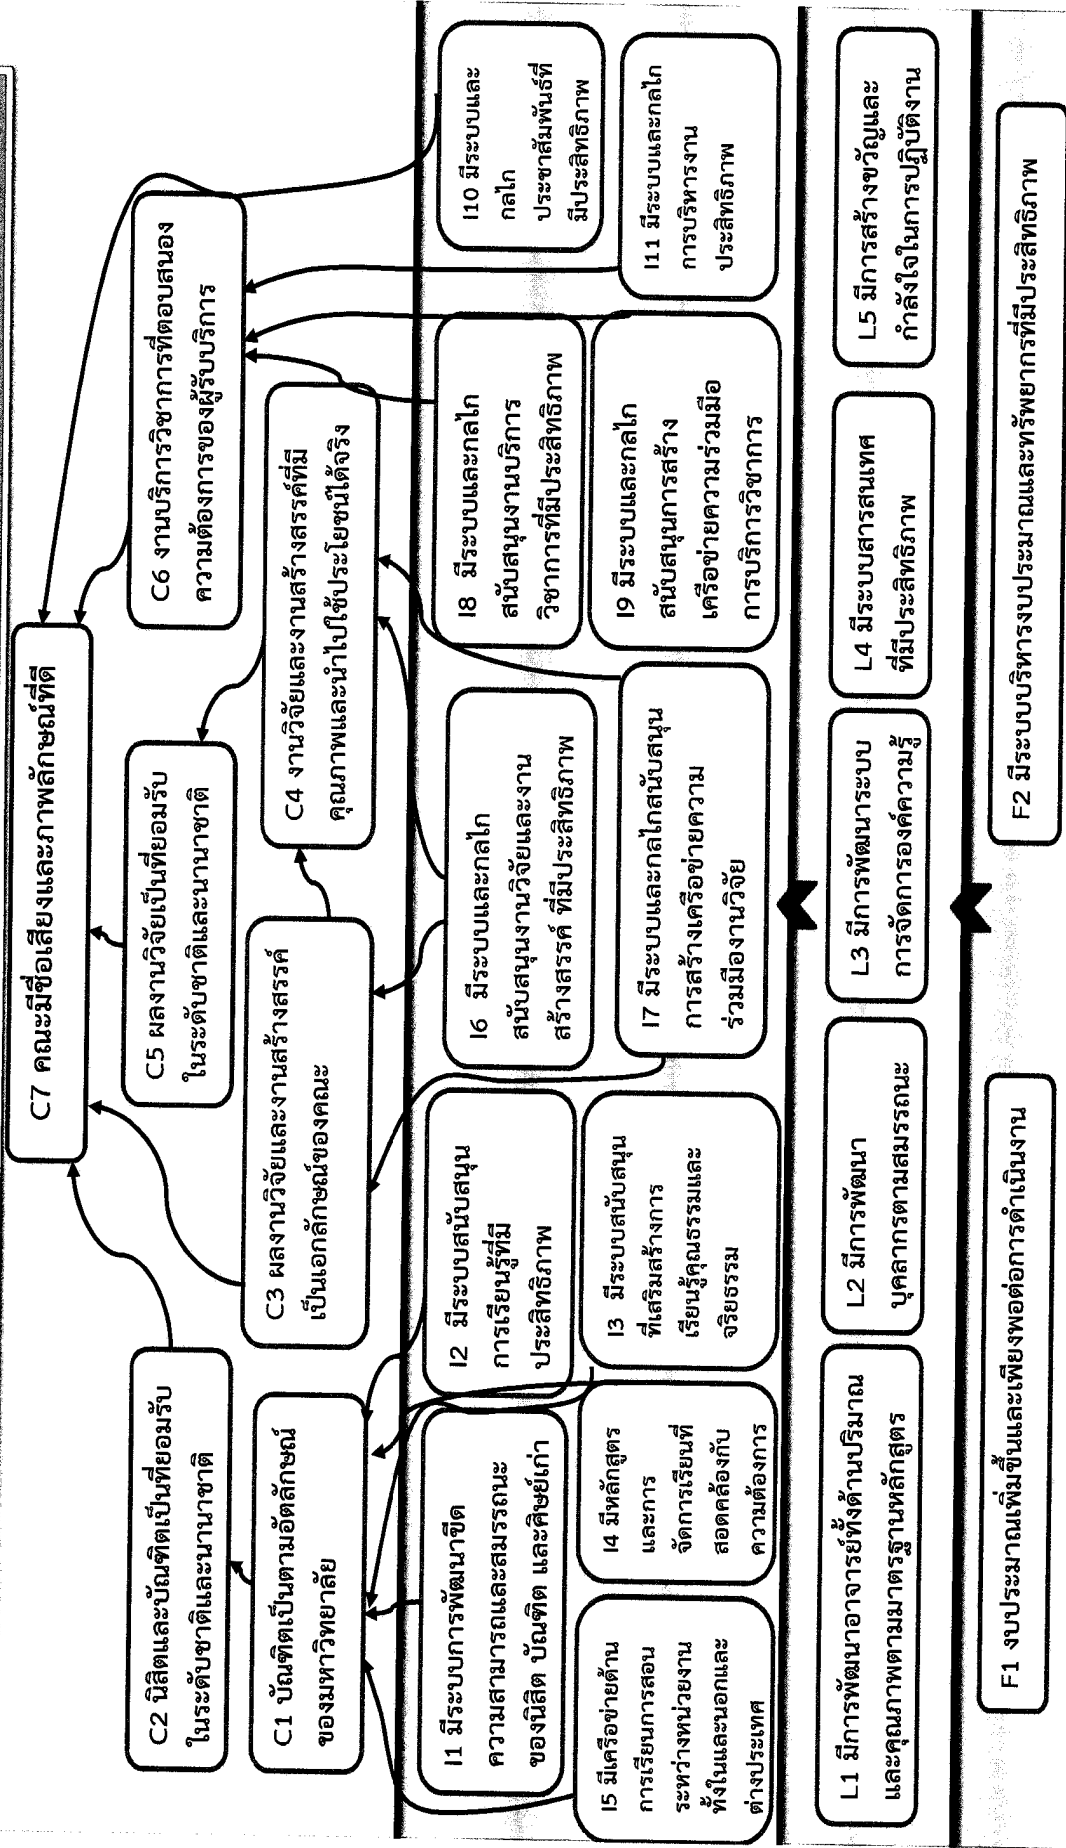 C7 คณะมีชื่อเสียงและภาพลักษณ์ที่ดี
C2 นิสิตและบัณฑิตเป็นที่ยอมรับ
ในระดับชาติและนานาชาติ
C5 ผลงานวิจัยเป็นที่ยอมรับ
ในระดับชาติและนานาชาติ
C6 งานบริการวิชาการที่ตอบสนอง
ความต้องการของผู้รับบริการ
C1 บัณฑิตเป็นตามอัตลักษณ์
ของมหาวิทยาลัย
C3 ผลงานวิจัยและงานสร้างสรรค์
เป็นเอกลักษณ์ของคณะ
C4 งานวิจัยและงานสร้างสรรค์ที่มี
คุณภาพและนำไปใช้ประโยชน์ได้จริง
I1 มีระบบการพัฒนาขีด
ความสามารถและสมรรถนะ
ของนิสิต บัณฑิต และศิษย์เก่า
I2 มีระบบสนับสนุน
การเรียนรู้ที่มี
ประสิทธิภาพ
I6 มีระบบและกลไก
สนับสนุนงานวิจัยและงาน
สร้างสรรค์ ที่มีประสิทธิภาพ
I8 มีระบบและกลไก
สนับสนุนงานบริการ
วิชาการที่มีประสิทธิภาพ
I10 มีระบบและ
กลไก
ประชาสัมพันธ์ที่
มีประสิทธิภาพ
I5 มีเครือข่ายด้าน
การเรียนการสอน
ระหว่างหน่วยงาน
ทั้งในและนอกและ
ต่างประเทศ
I4 มีหลักสูตร
และการ
จัดการเรียนที่
สอดคล้องกับ
ความต้องการ
I3 มีระบบสนับสนุน
ที่เสริมสร้างการ
เรียนรู้คุณธรรมและ
จริยธรรม
I7 มีระบบและกลไกสนับสนุน
การสร้างเครือข่ายความ
ร่วมมืองานวิจัย
I9 มีระบบและกลไก
สนับสนุนการสร้าง
เครือข่ายความร่วมมือ
การบริการวิชาการ
I11 มีระบบและกลไก
การบริหารงาน
ประสิทธิภาพ
L1 มีการพัฒนาอาจารย์ทั้งด้านปริมาณ
และคุณภาพตามมาตรฐานหลักสูตร
L2 มีการพัฒนา
บุคลากรตามสมรรถนะ
L3 มีการพัฒนาระบบ
การจัดการองค์ความรู้
L4 มีระบบสารสนเทศ
ที่มีประสิทธิภาพ
L5 มีการสร้างขวัญและ
กำลังใจในการปฏิบัติงาน
F1 งบประมาณเพิ่มขึ้นและเพียงพอต่อการดำเนินงาน
F2 มีระบบบริหารงบประมาณและทรัพยากรที่มีประสิทธิภาพ